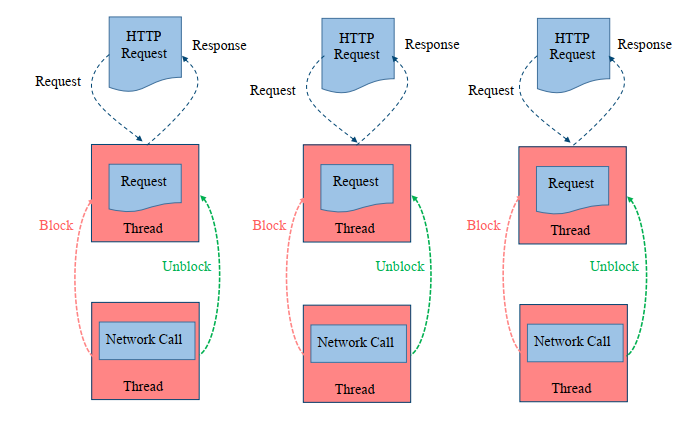 HTTP
Request
Response
Request
Request
Thread
Block
Unblock
Network Call
Thread
HTTP
Request
Response
Request
Request
Thread
Block
Unblock
Network Call
Thread
HTTP
Request
Response
Request
Request
Thread
Block
Unblock
Network Call
Thread